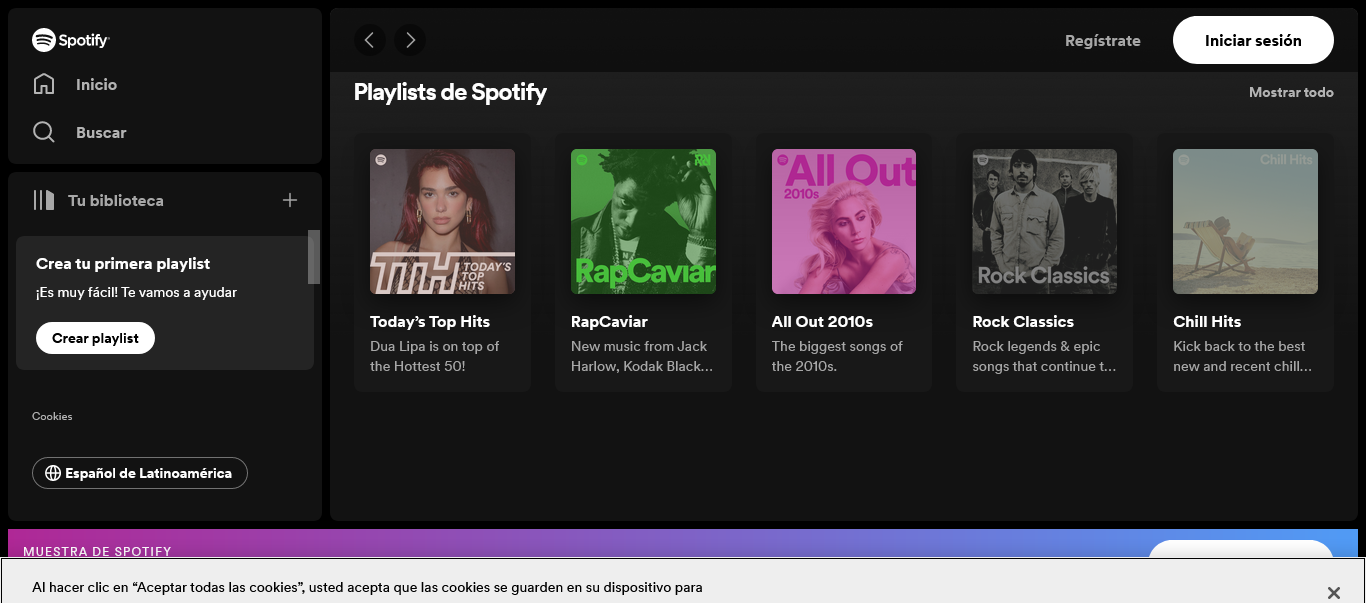 Spotify
Inicio
Buscar
Tu biblioteca
Crea tu primera playlist
¡Es muy fácil! Te vamos a ayudar
Crear playlist
Cookies
Español de Latinoamérica
Regístrate
Iniciar sesión
Playlists de Spotify
Mostrar todo
TTH TODAY'S
TOP
HITS
Today’s Top Hits
Dua Lipa is on top of
the Hottest 50!
RapCaviar
RapCaviar
New music from Jack
Harlow, Kodak Black…
All Out
2010s
All Out 2010s
The biggest songs of
the 2010s.
Rock Classics
Rock Classics
Rock legends & epic
songs that continue t…
Chill Hits
Chill Hits
Kick back to the best
new and recent chill…
MUESTRA DE SPOTIFY
Al hacer clic en “Aceptar todas las cookies”, usted acepta que las cookies se guarden en su dispositivo para